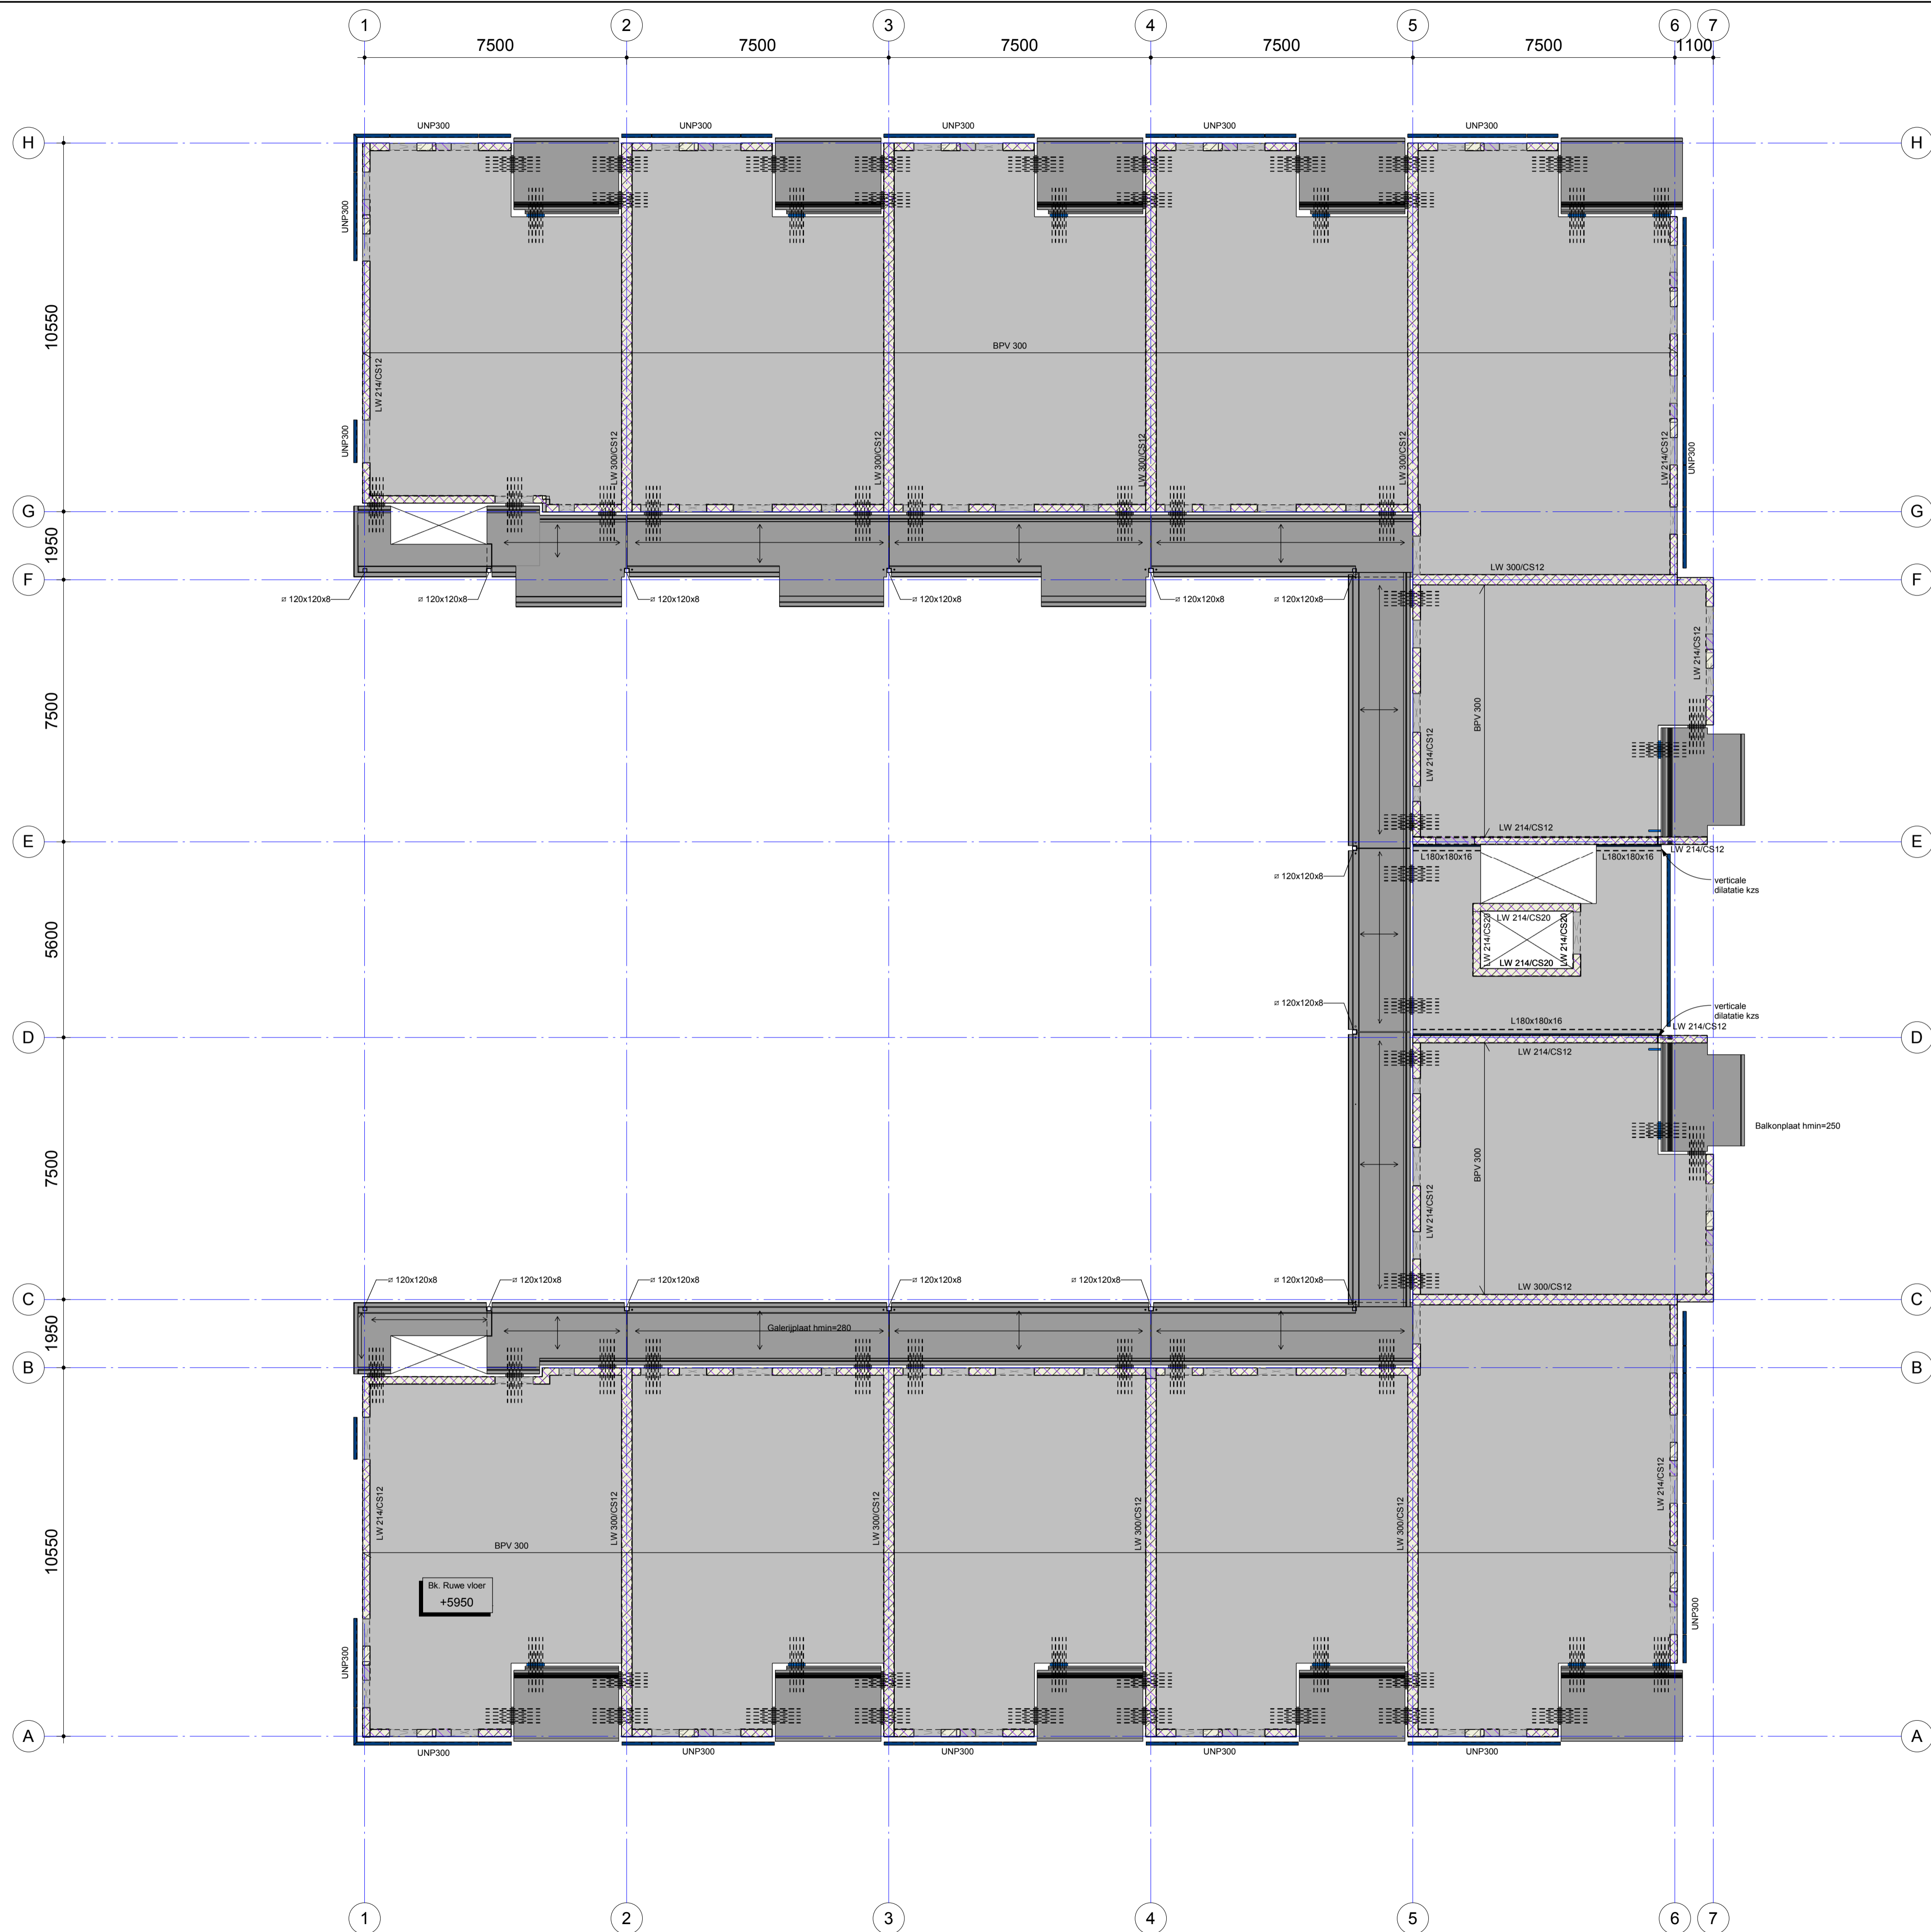 1 2 3 4 5 6 7
7500 7500 7500 7500 7500 1100
UNP300 UNP300 UNP300 UNP300 UNP300
H H
UNP300
10550
BPV 300
LW 214/CS12
UNP300
LW 300/CS12 LW 300/CS12 LW 300/CS12 LW 300/CS12 LW 214/CS12
UNP300
G G
1950
LW 300/CS12
F F
⌀ 120x120x8 ⌀ 120x120x8 ⌀ 120x120x8 ⌀ 120x120x8 ⌀ 120x120x8 ⌀ 120x120x8
LW 214/CS12
7500
BPV 300
LW 214/CS12
LW 214/CS12
E E
LW 214/CS12
L180x180x16 L180x180x16
⌀ 120x120x8
verticale
dilatatie kzs
LW 214/CS20
5600
LW 214/CS20 LW 214/CS20
LW 214/CS20
⌀ 120x120x8
verticale
dilatatie kzs
L180x180x16
LW 214/CS12
D D
LW 214/CS12
Balkonplaat hmin=250
7500
BPV 300
LW 214/CS12
⌀ 120x120x8 ⌀ 120x120x8 ⌀ 120x120x8 ⌀ 120x120x8 ⌀ 120x120x8 ⌀ 120x120x8
LW 300/CS12
C C
1950
Galerijplaat hmin=280
B B
LW 214/CS12
LW 214/CS12 LW 300/CS12 LW 300/CS12 LW 300/CS12 LW 300/CS12
BPV 300
10550
Bk. Ruwe vloer
+5950
UNP300
UNP300
A A
UNP300 UNP300 UNP300 UNP300 UNP300
1 2 3 4 5 6 7